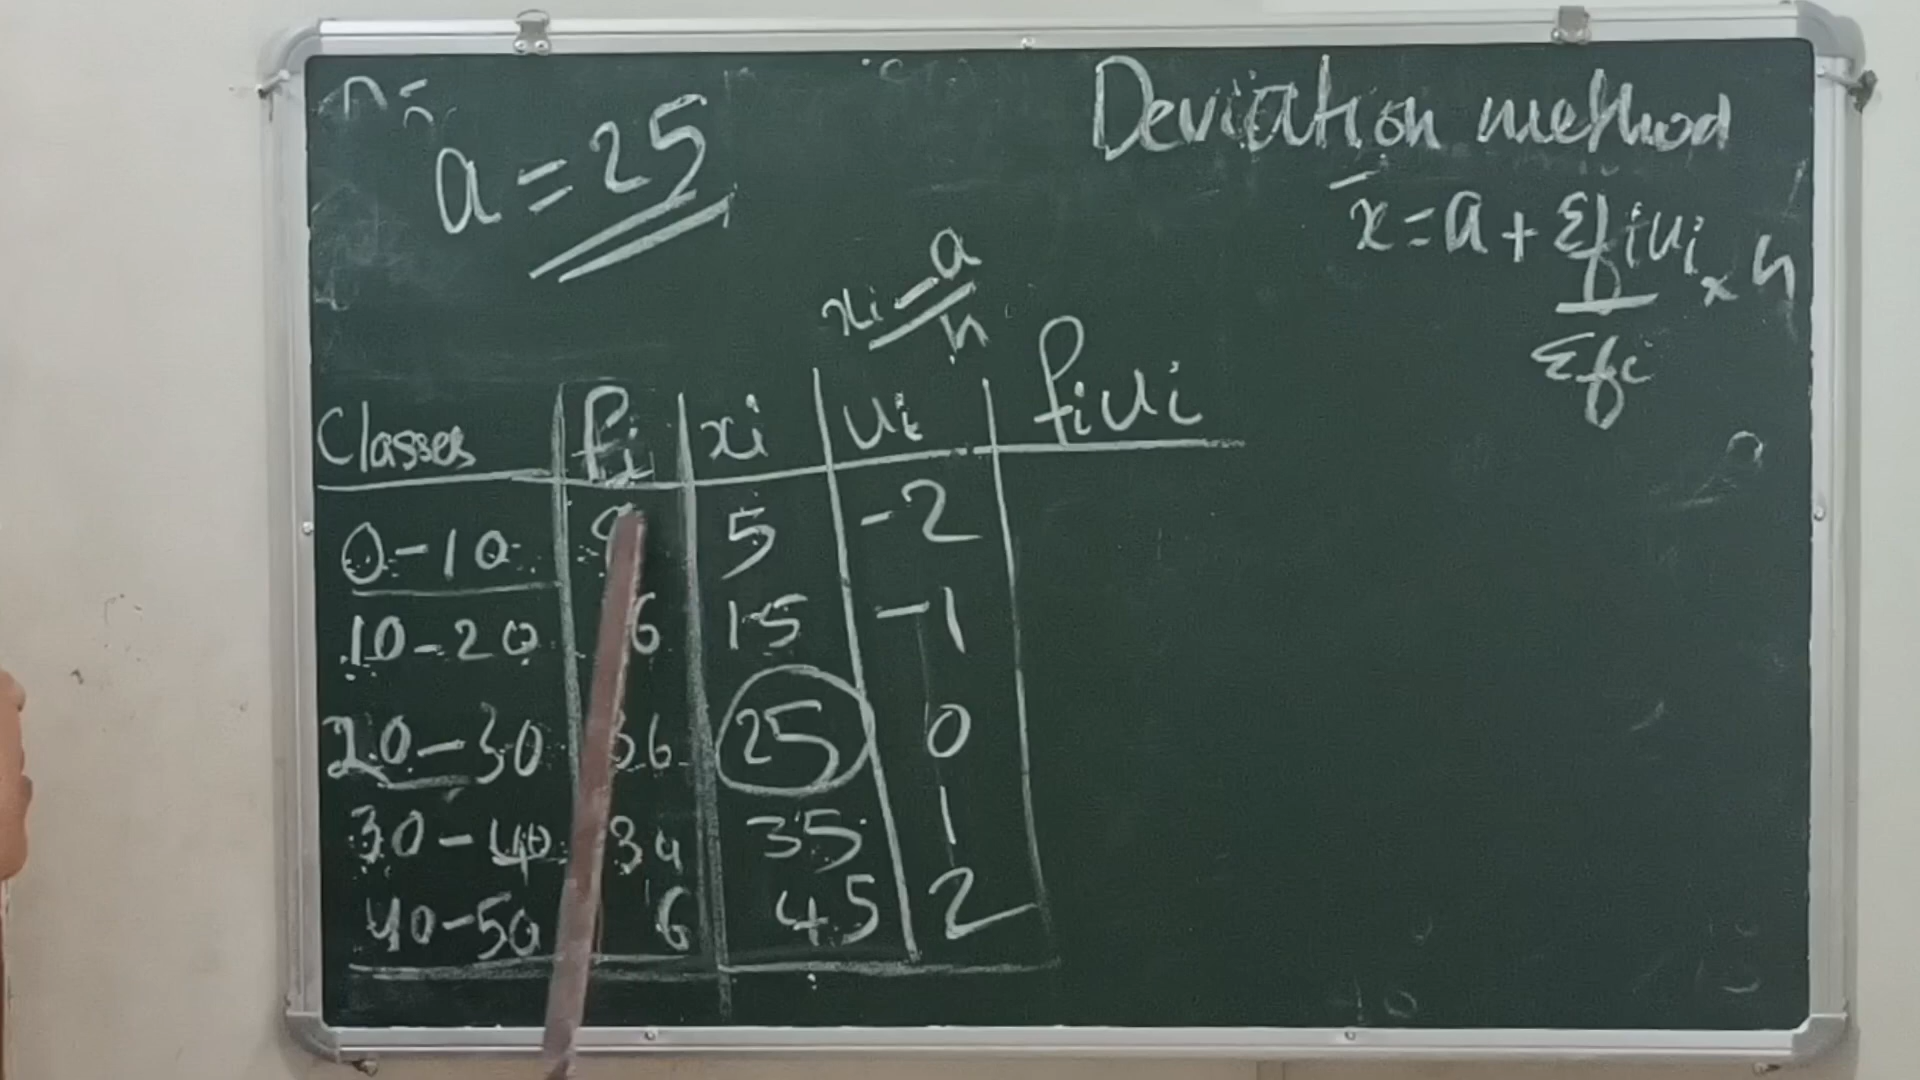 a = 25
Deviation method
x̄ = a + Σfiui × h
Σfi
xi - a
h
Classes fi xi ui fiui
0-10 5 -2
10-20 6 15 -1
20-30 36 25 0
30-40 34 35 1
40-50 6 45 2